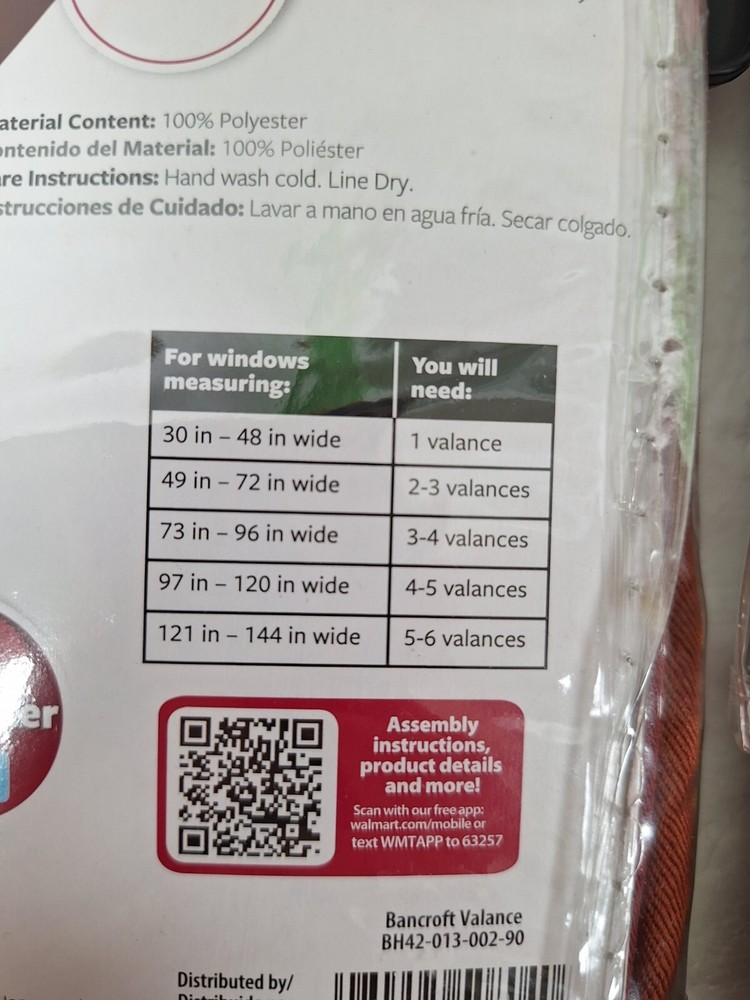 aterial Content: 100% Polyester
ontenido del Material: 100% Poliéster
re Instructions: Hand wash cold. Line Dry.
strucciones de Cuidado: Lavar a mano en agua fría. Secar colgado.
For windows measuring:
You will need:
30 in – 48 in wide
1 valance
49 in – 72 in wide
2-3 valances
73 in – 96 in wide
3-4 valances
97 in – 120 in wide
4-5 valances
121 in – 144 in wide
5-6 valances
er
Assembly
instructions,
product details
and more!
Scan with our free app:
walmart.com/mobile or
text WMTAPP to 63257
Bancroft Valance
BH42-013-002-90
Distributed by/